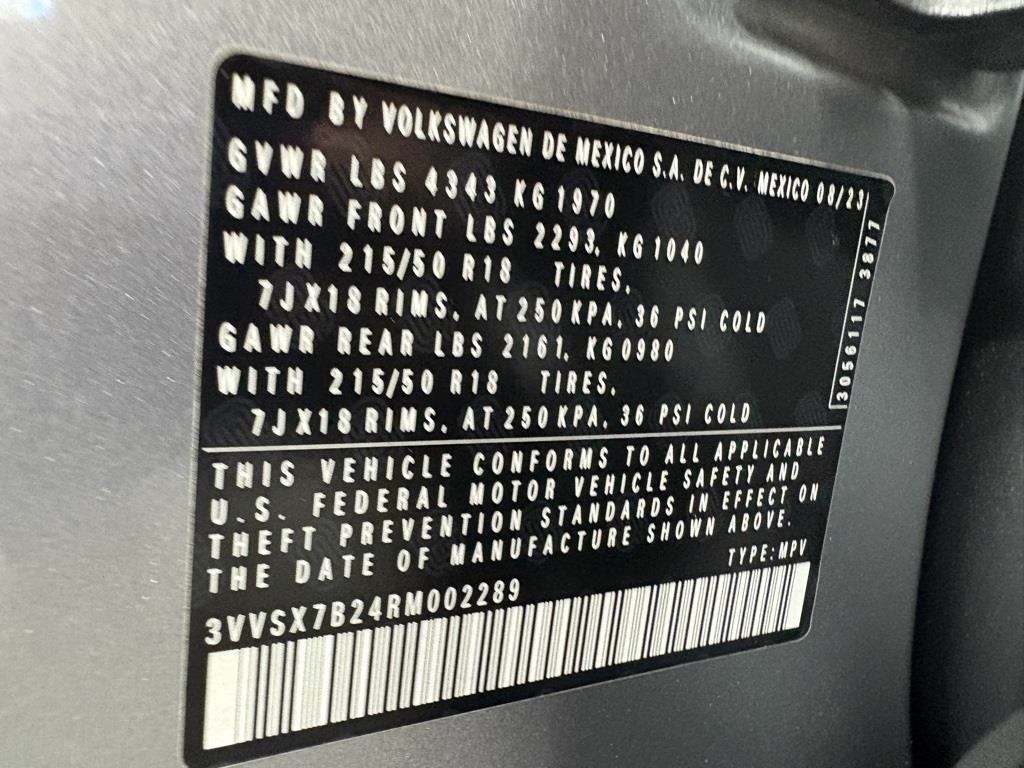 MFD BY VOLKSWAGEN DE MEXICO S.A. DE C.V. MEXICO 08/23
GVWR LBS 4343 KG 1970
GAWR FRONT LBS 2293, KG 1040
WITH 215/50 R18 TIRES,
7JX18 RIMS, AT 250 KPA, 36 PSI COLD
GAWR REAR LBS 2161, KG 0980
WITH 215/50 R18 TIRES,
7JX18 RIMS, AT 250 KPA, 36 PSI COLD
3056117 3877
THIS VEHICLE CONFORMS TO ALL APPLICABLE
U.S. FEDERAL MOTOR VEHICLE SAFETY AND
THEFT PREVENTION STANDARDS IN EFFECT ON
THE DATE OF MANUFACTURE SHOWN ABOVE.
TYPE: MPV
3VVSX7B24RM002289